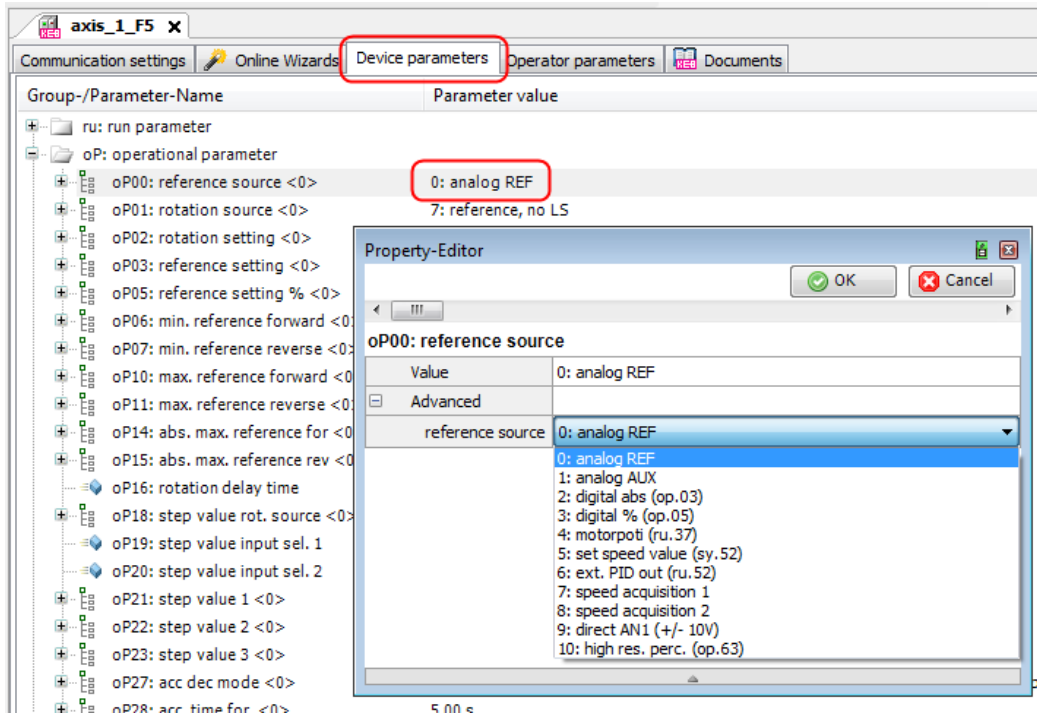 axis_1_F5 X
Communication settings Online Wizards Device parameters Operator parameters KEB Documents
Group-/Parameter-Name Parameter value
ru: run parameter
oP: operational parameter
oP00: reference source <0> 0: analog REF
oP01: rotation source <0> 7: reference, no LS
oP02: rotation setting <0>
oP03: reference setting <0>
oP05: reference setting % <0>
oP06: min. reference forward <0>
oP07: min. reference reverse <0>
oP10: max. reference forward <0
oP11: max. reference reverse <0>
oP14: abs. max. reference for <0
oP15: abs. max. reference rev <0
oP16: rotation delay time
oP18: step value rot. source <0>
oP19: step value input sel. 1
oP20: step value input sel. 2
oP21: step value 1 <0>
oP22: step value 2 <0>
oP23: step value 3 <0>
oP27: acc dec mode <0>
oP28: acc. time for. <0> 5.00 s
Property-Editor
OK Cancel
oP00: reference source
Value 0: analog REF
Advanced
reference source 0: analog REF
0: analog REF
1: analog AUX
2: digital abs (op.03)
3: digital % (op.05)
4: motorpoti (ru.37)
5: set speed value (sy.52)
6: ext. PID out (ru.52)
7: speed acquisition 1
8: speed acquisition 2
9: direct AN1 (+/- 10V)
10: high res. perc. (op.63)